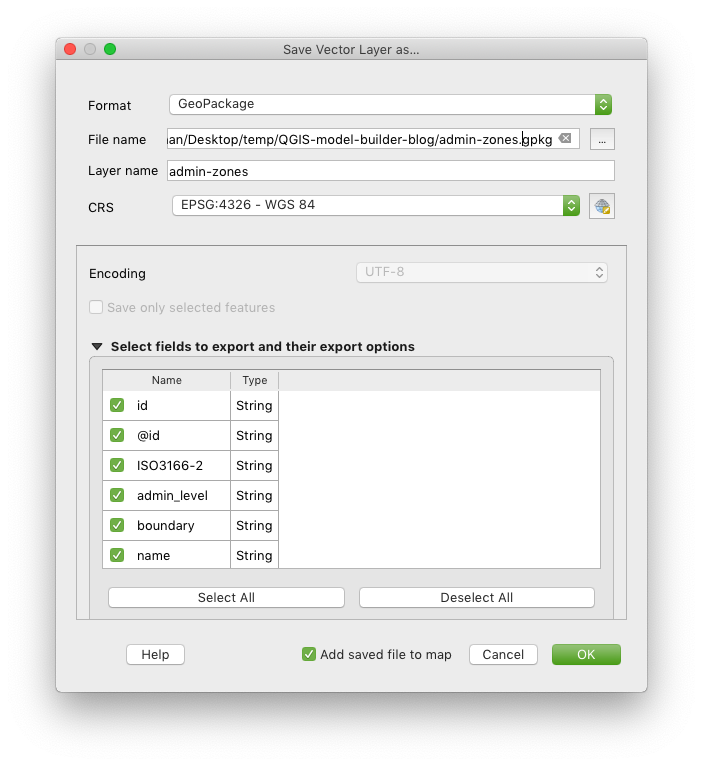 Save Vector Layer as...
Format GeoPackage
File name an/Desktop/temp/QGIS-model-builder-blog/admin-zones.gpkg ...
Layer name admin-zones
CRS EPSG:4326 - WGS 84
Encoding UTF-8
Save only selected features
Select fields to export and their export options
Name Type
id String
@id String
ISO3166-2 String
admin_level String
boundary String
name String
Select All Deselect All
Help Add saved file to map Cancel OK